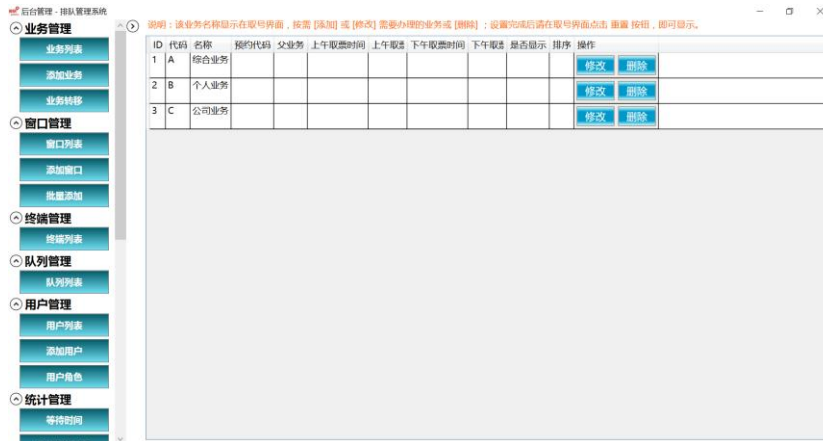 后台管理 - 排队管理系统
业务管理
业务列表
添加业务
业务转移
窗口管理
窗口列表
添加窗口
批量添加
终端管理
终端列表
队列管理
队列列表
用户管理
用户列表
添加用户
用户角色
统计管理
等待时间
说明：该业务名称显示在取号界面，按需 [添加] 或 [修改] 需要办理的业务或 [删除] ；设置完成后请在取号界面点击 重置 按钮，即可显示。
ID 代码 名称 预约代码 父业务 上午取票时间 上午取 下午取票时间 下午取 是否显示 排序 操作
1 A 综合业务 修改 删除
2 B 个人业务 修改 删除
3 C 公司业务 修改 删除